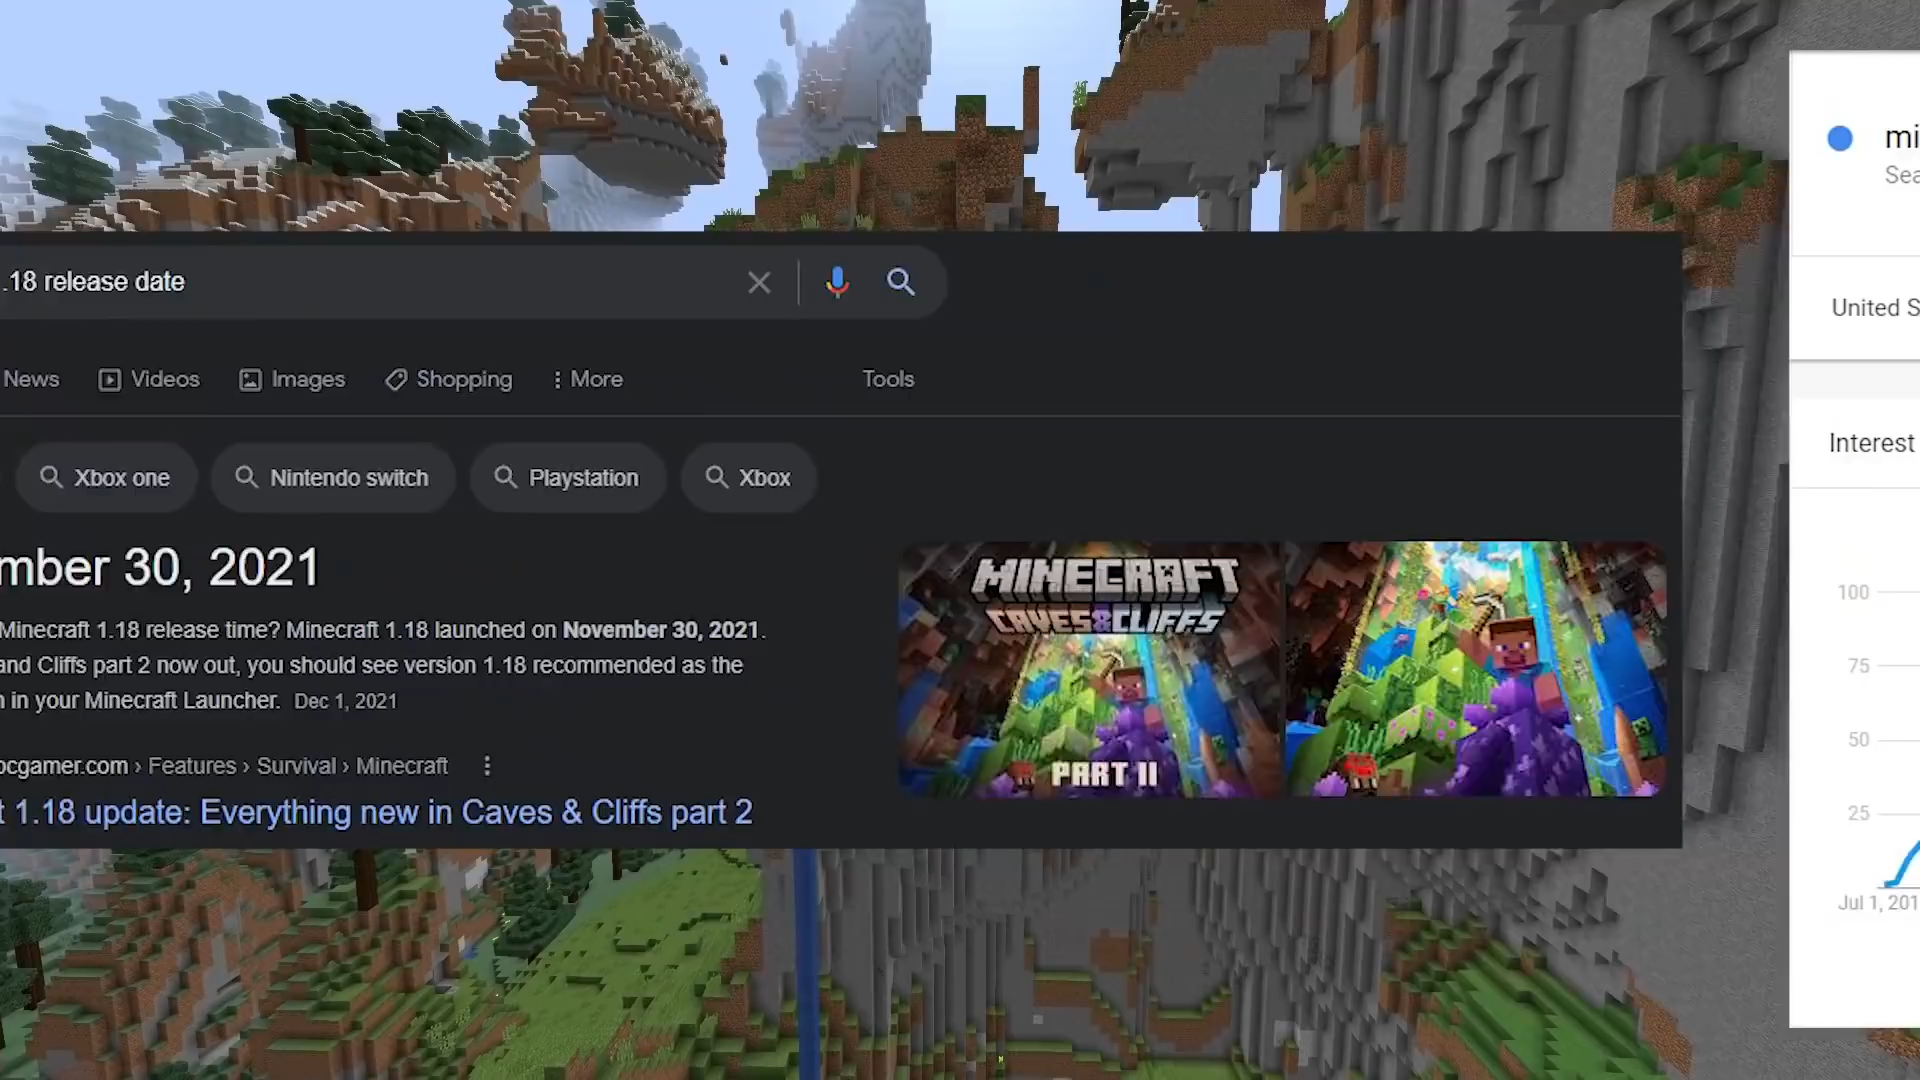 .18 release date
News
Videos
Images
Shopping
More
Tools
Xbox one
Nintendo switch
Playstation
Xbox
mber 30, 2021
Minecraft 1.18 release time? Minecraft 1.18 launched on November 30, 2021.
and Cliffs part 2 now out, you should see version 1.18 recommended as the
n in your Minecraft Launcher. Dec 1, 2021
pcgamer.com › Features › Survival › Minecraft
t 1.18 update: Everything new in Caves & Cliffs part 2
MINECRAFT
CAVES & CLIFFS
PART II
mi
Sea
United S
Interest
100
75
50
25
Jul 1, 201